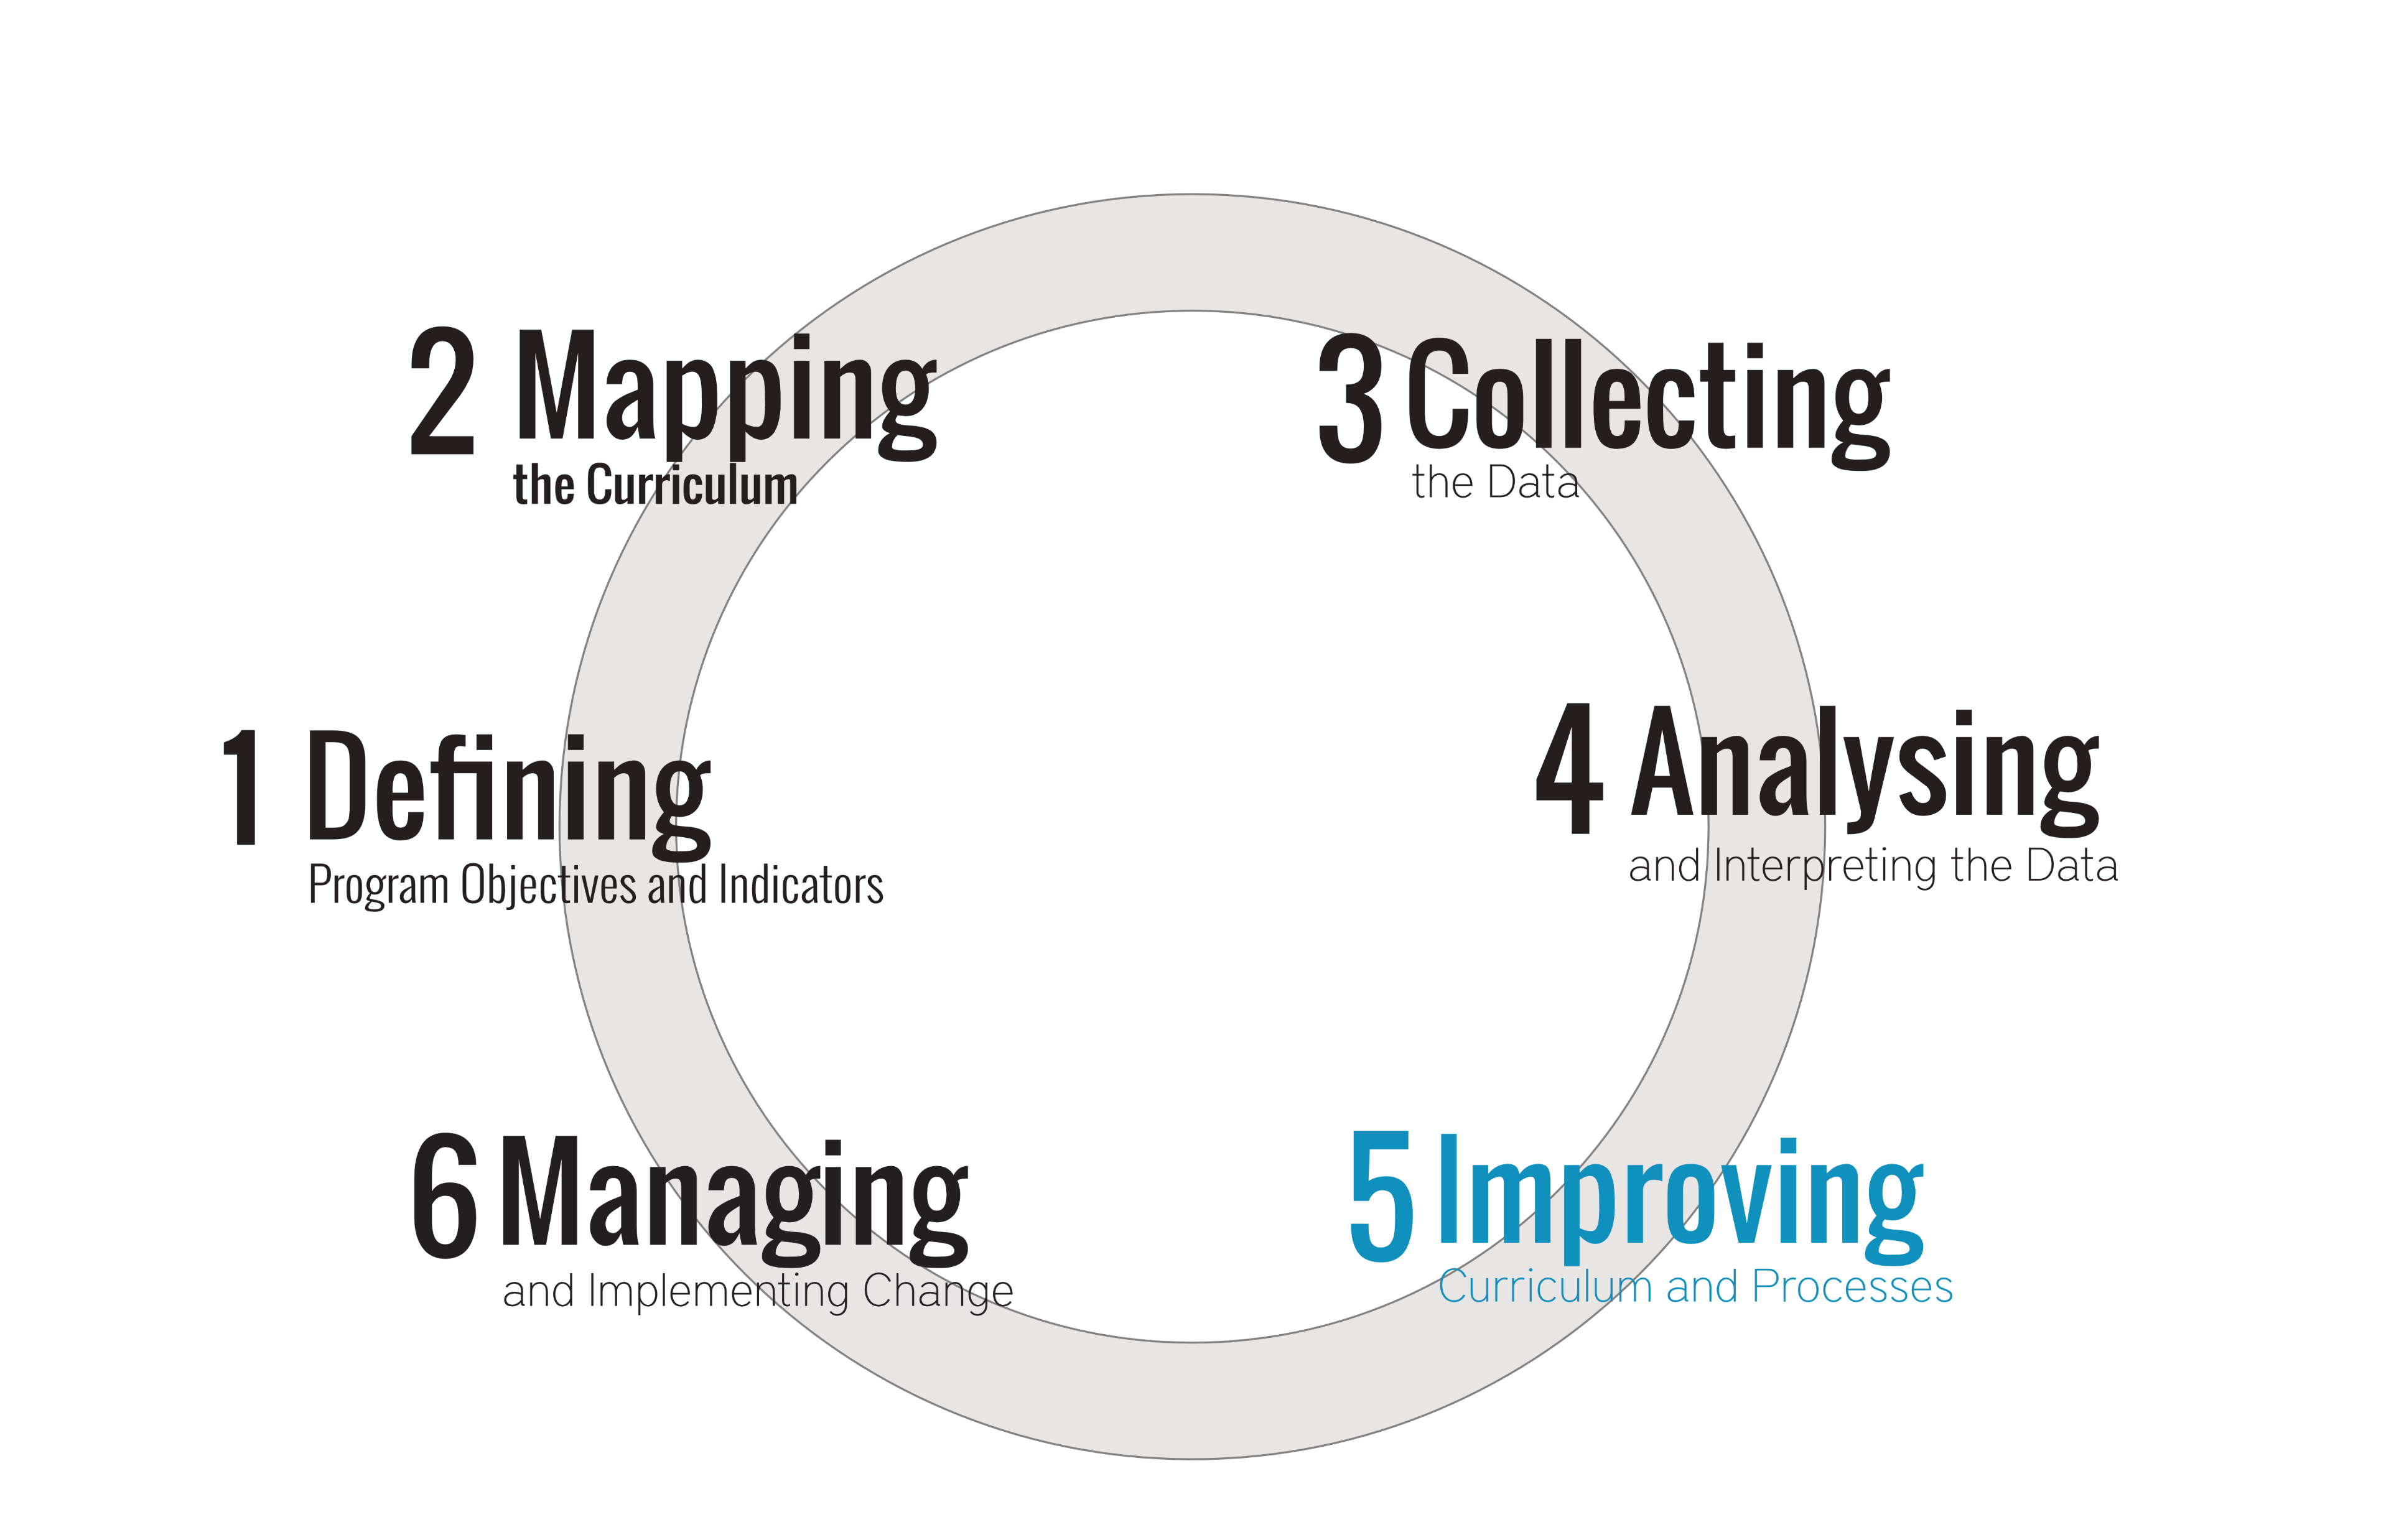 2 Mapping
the Curriculum
3 Collecting
the Data
1 Defining
Program Objectives and Indicators
4 Analysing
and Interpreting the Data
6 Managing
and Implementing Change
5 Improving
Curriculum and Processes